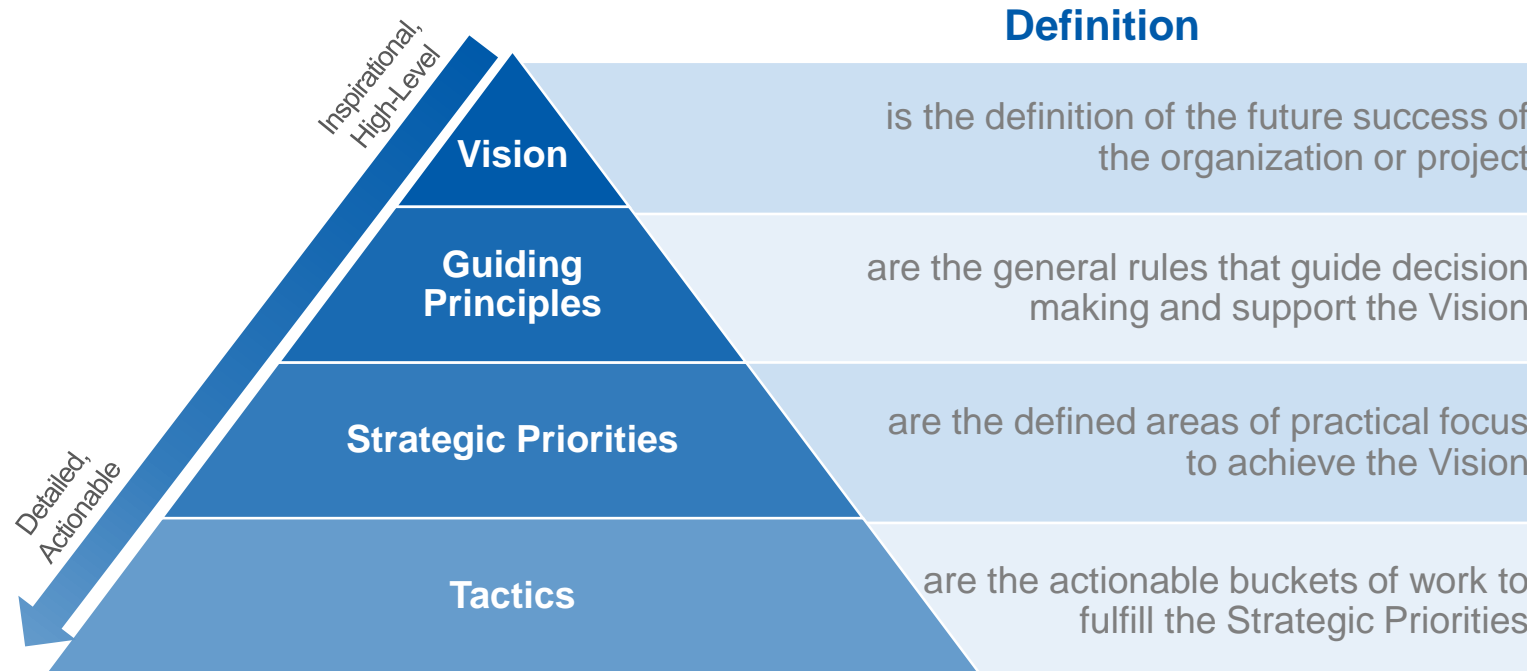 Definition
Inspirational,
High-Level
Vision
is the definition of the future success of
the organization or project
Guiding
Principles
are the general rules that guide decision
making and support the Vision
Strategic Priorities
are the defined areas of practical focus
to achieve the Vision
Detailed,
Actionable
Tactics
are the actionable buckets of work to
fulfill the Strategic Priorities